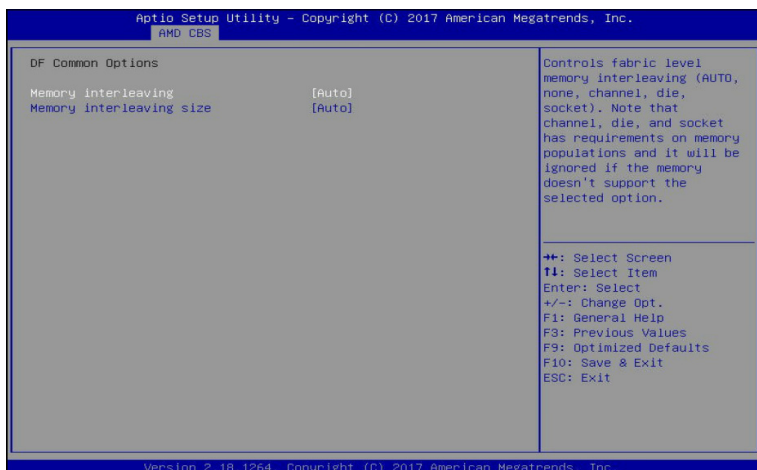 Aptio Setup Utility – Copyright (C) 2017 American Megatrends, Inc.
AMD CBS
DF Common Options
Memory interleaving [Auto]
Memory interleaving size [Auto]
Controls fabric level
memory interleaving (AUTO,
none, channel, die,
socket). Note that
channel, die, and socket
has requirements on memory
populations and it will be
ignored if the memory
doesn't support the
selected option.
→←: Select Screen
↑↓: Select Item
Enter: Select
+/-: Change Opt.
F1: General Help
F3: Previous Values
F9: Optimized Defaults
F10: Save & Exit
ESC: Exit
Version 2.18.1264. Copyright (C) 2017 American Megatrends, Inc.